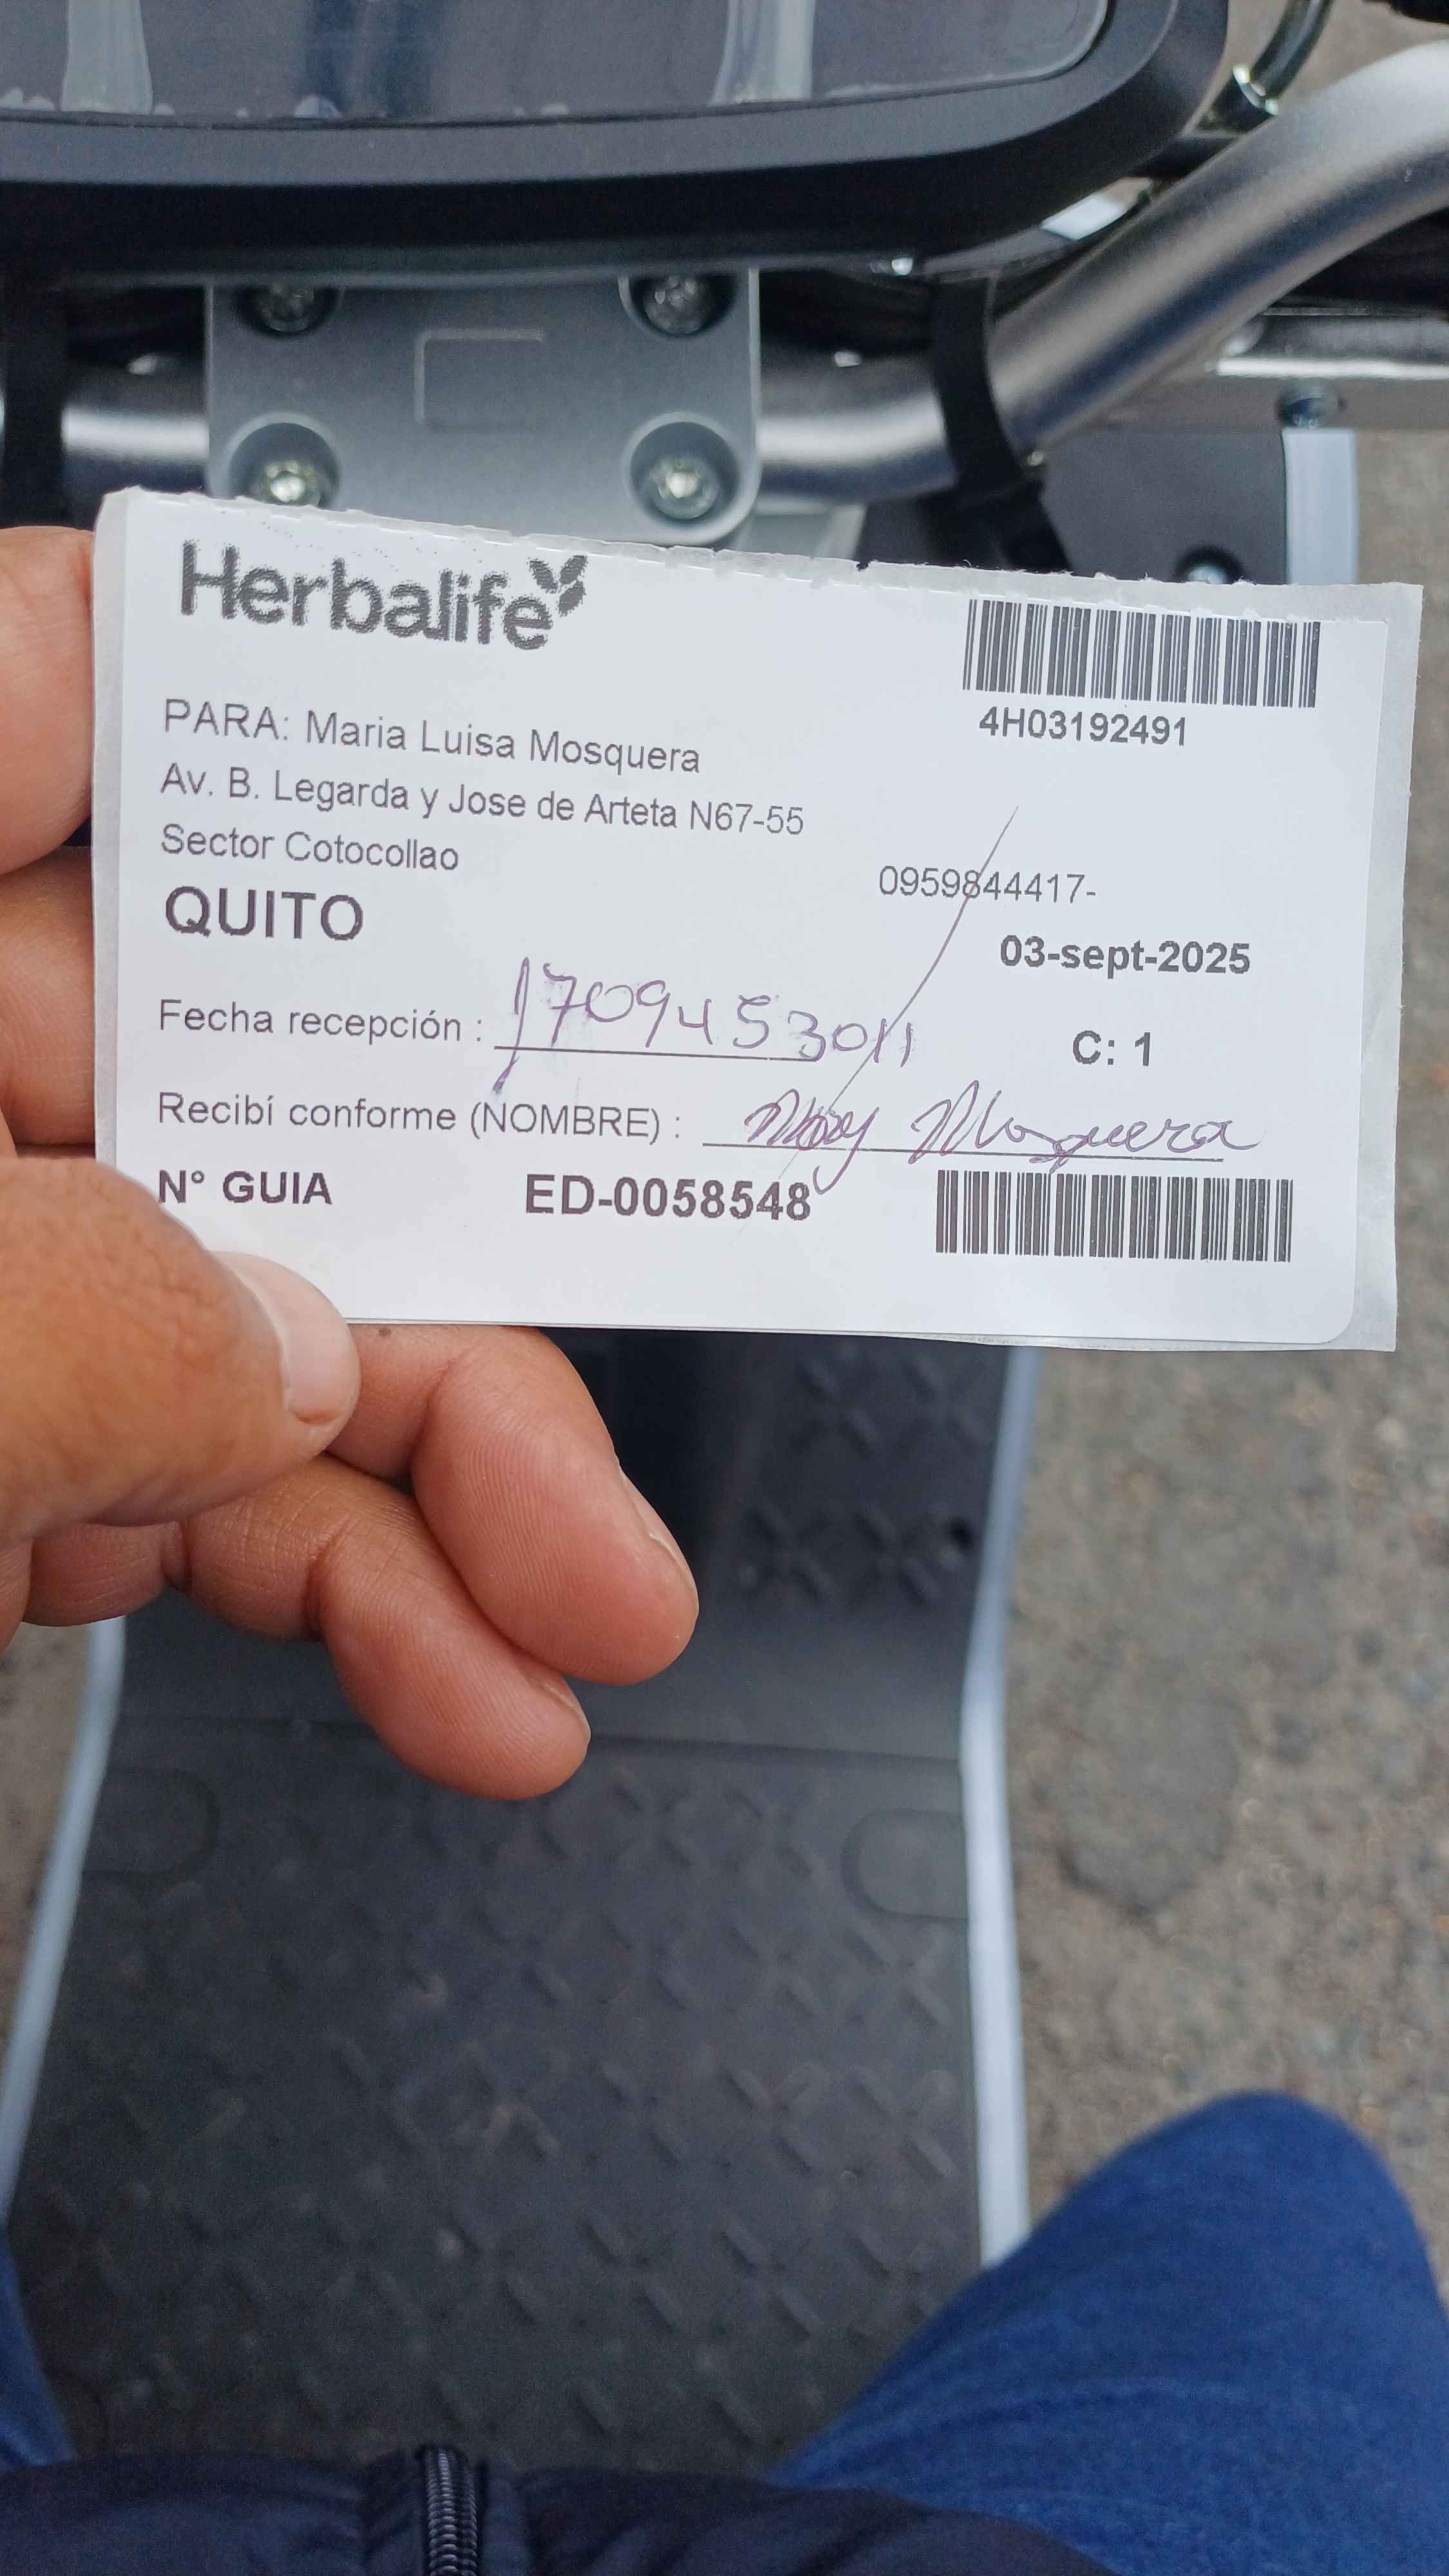 Herbalife
4H03192491
PARA: Maria Luisa Mosquera
Av. B. Legarda y Jose de Arteta N67-55
Sector Cotocollao
0959844417-
QUITO
03-sept-2025
Fecha recepción : 1709453011
C: 1
Recibí conforme (NOMBRE) : Mary Mosquera
N° GUIA ED-0058548